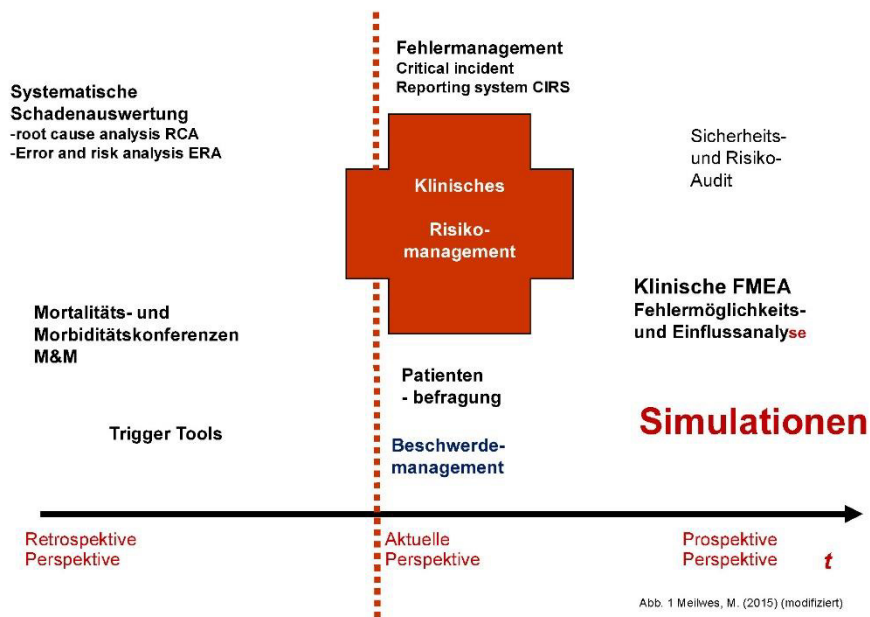 Systematische
Schadenauswertung
-root cause analysis RCA
-Error and risk analysis ERA
Mortalitäts- und
Morbiditätskonferenzen
M&M
Trigger Tools
Fehlermanagement
Critical incident
Reporting system CIRS
Klinisches
Risiko-
management
Patienten
- befragung
Beschwerde-
management
Sicherheits-
und Risiko-
Audit
Klinische FMEA
Fehlermöglichkeits-
und Einflussanalyse
Simulationen
Retrospektive
Perspektive
Aktuelle
Perspektive
Prospektive
Perspektive
t
Abb. 1 Meilwes, M. (2015) (modifiziert)